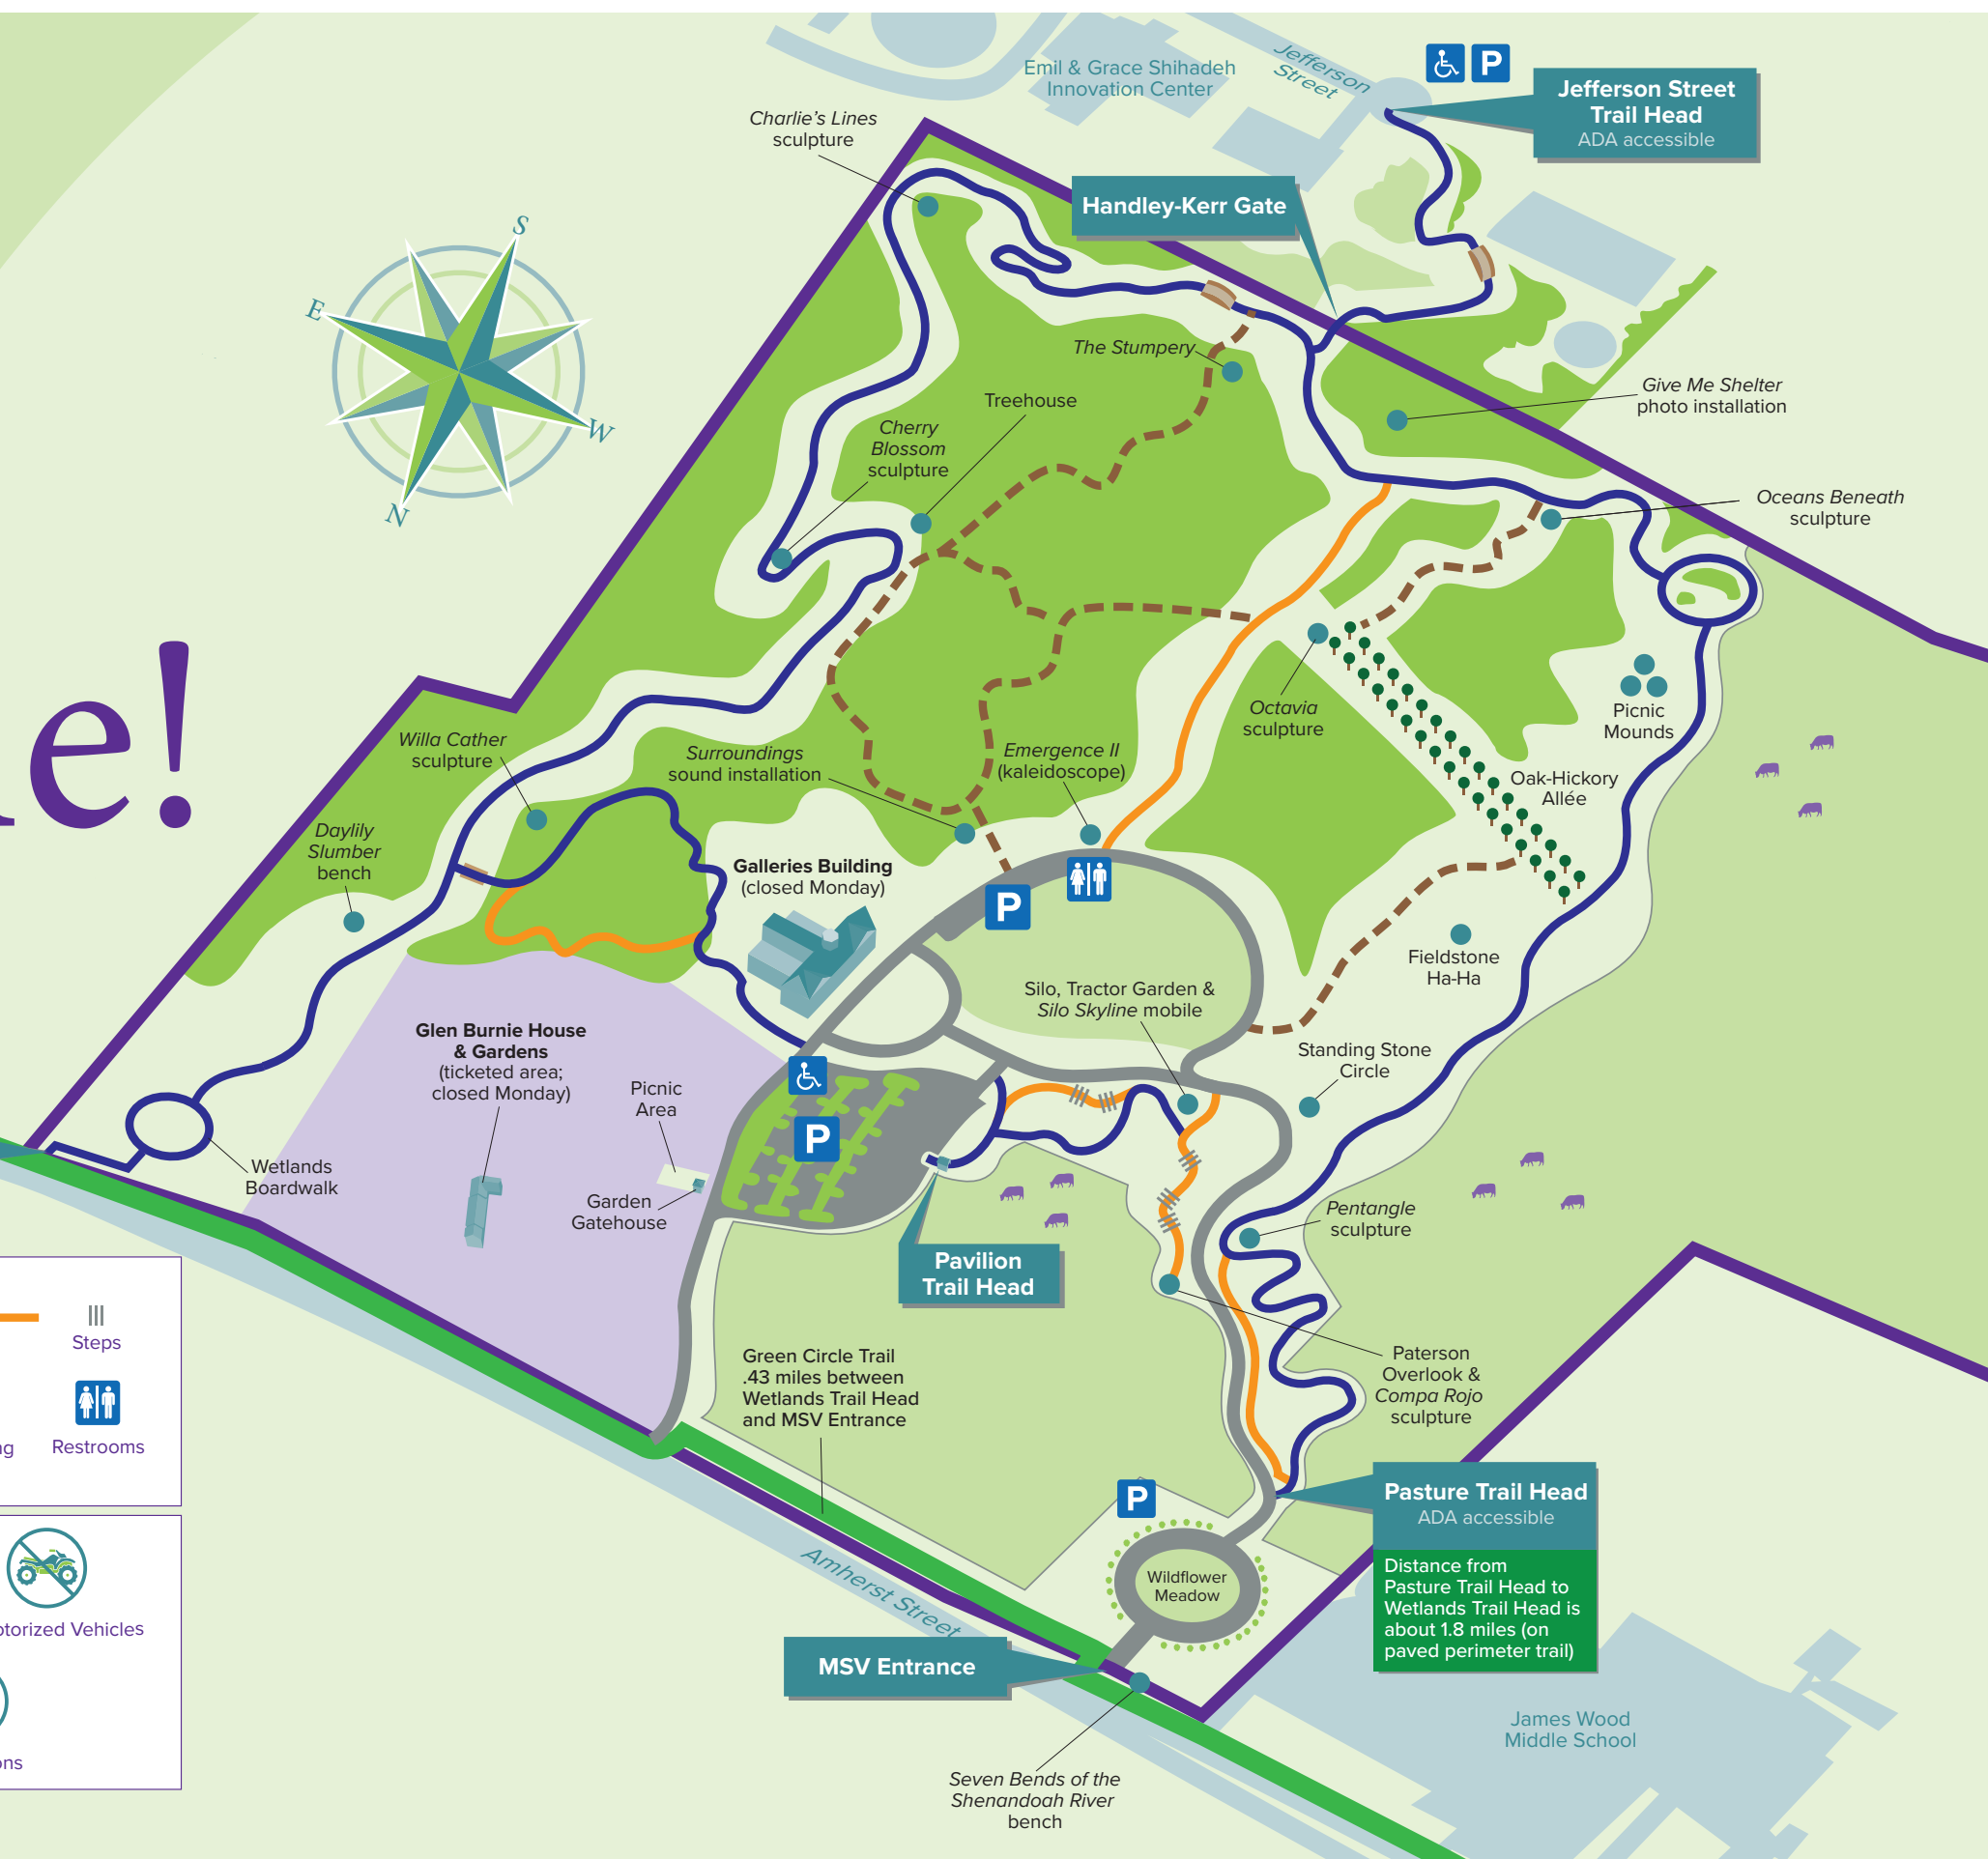 Emil & Grace Shihadeh
Innovation Center
Jefferson
Street
P
Jefferson Street
Trail Head
ADA accessible
Charlie's Lines
sculpture
Handley-Kerr Gate
S
E
W
N
The Stumpery
Treehouse
Cherry
Blossom
sculpture
Give Me Shelter
photo installation
Oceans Beneath
sculpture
e!
Willa Cather
sculpture
Surroundings
sound installation
Emergence II
(kaleidoscope)
Octavia
sculpture
Picnic
Mounds
Oak-Hickory
Allée
Daylily
Slumber
bench
Galleries Building
(closed Monday)
P
Fieldstone
Ha-Ha
Silo, Tractor Garden &
Silo Skyline mobile
Glen Burnie House
& Gardens
(ticketed area;
closed Monday)
Picnic
Area
Standing Stone
Circle
P
Wetlands
Boardwalk
Garden
Gatehouse
Pentangle
sculpture
Pavilion
Trail Head
Steps
Restrooms
Green Circle Trail
.43 miles between
Wetlands Trail Head
and MSV Entrance
Paterson
Overlook &
Compa Rojo
sculpture
P
Pasture Trail Head
ADA accessible
Distance from
Pasture Trail Head to
Wetlands Trail Head is
about 1.8 miles (on
paved perimeter trail)
Wildflower
Meadow
Amherst Street
Vehicles
MSV Entrance
James Wood
Middle School
Seven Bends of the
Shenandoah River
bench